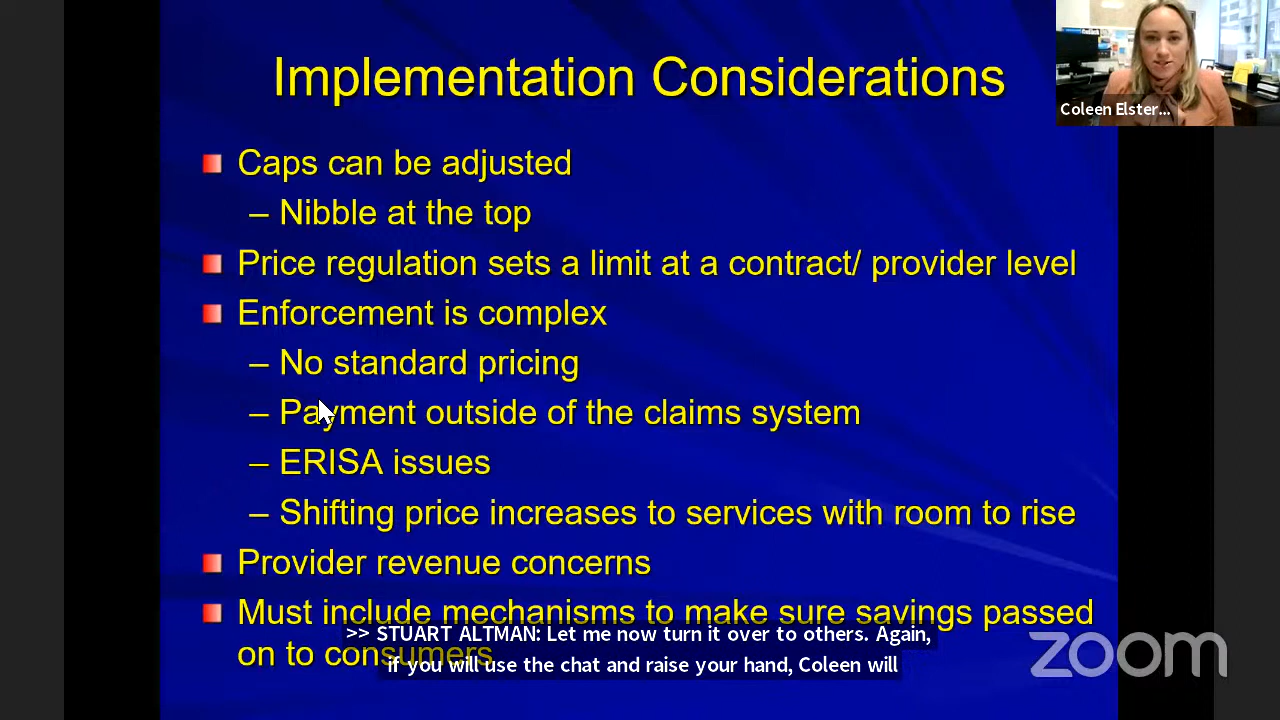 Implementation Considerations
Coleen Elster...
Caps can be adjusted
– Nibble at the top
Price regulation sets a limit at a contract/ provider level
Enforcement is complex
– No standard pricing
– Payment outside of the claims system
– ERISA issues
– Shifting price increases to services with room to rise
Provider revenue concerns
Must include mechanisms to make sure savings passed
on to consumers
>> STUART ALTMAN: Let me now turn it over to others. Again,
if you will use the chat and raise your hand, Coleen will
zoom